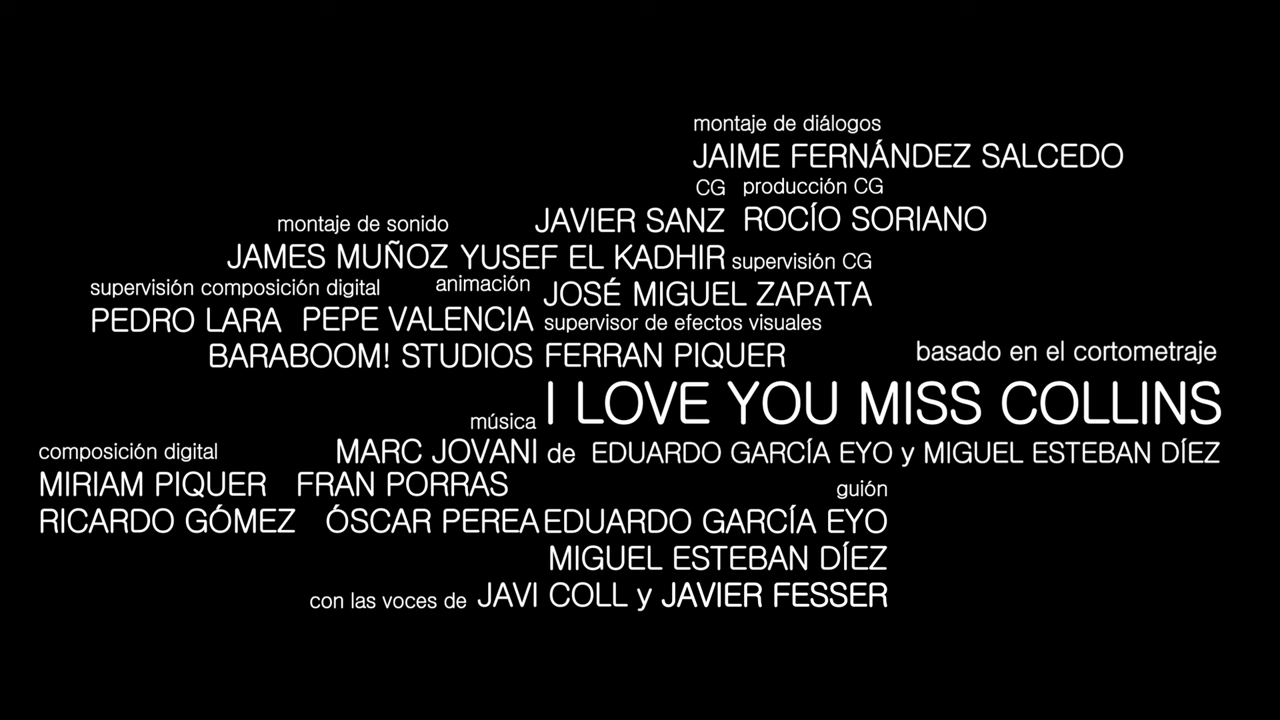 montaje de diálogos
JAIME FERNÁNDEZ SALCEDO
CG producción CG
montaje de sonido JAVIER SANZ ROCÍO SORIANO
JAMES MUÑOZ YUSEF EL KADHIR supervisión CG
supervisión composición digital animación JOSÉ MIGUEL ZAPATA
PEDRO LARA PEPE VALENCIA supervisor de efectos visuales
BARABOOM! STUDIOS FERRAN PIQUER basado en el cortometraje
música I LOVE YOU MISS COLLINS
composición digital MARC JOVANI de EDUARDO GARCÍA EYO y MIGUEL ESTEBAN DÍEZ
MIRIAM PIQUER FRAN PORRAS guión
RICARDO GÓMEZ ÓSCAR PEREA EDUARDO GARCÍA EYO
MIGUEL ESTEBAN DÍEZ
con las voces de JAVI COLL y JAVIER FESSER